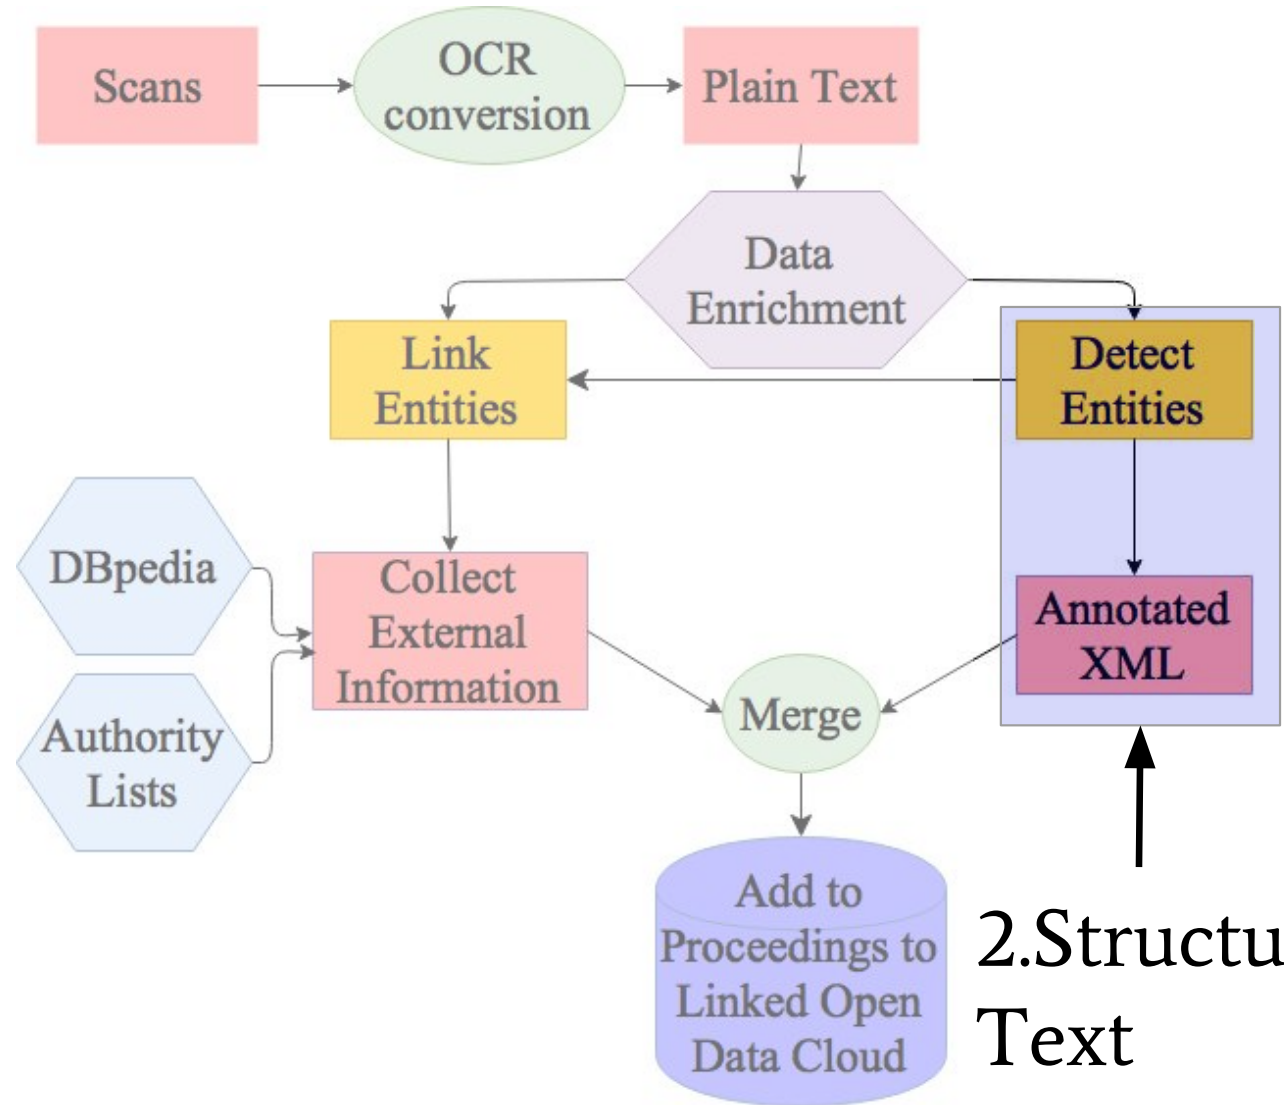 Scans
OCR
conversion
Plain Text
Data
Enrichment
Link
Entities
Detect
Entities
DBpedia
Collect
External
Information
Annotated
XML
Authority
Lists
Merge
Add to
Proceedings to
Linked Open
Data Cloud
2.Structu
Text